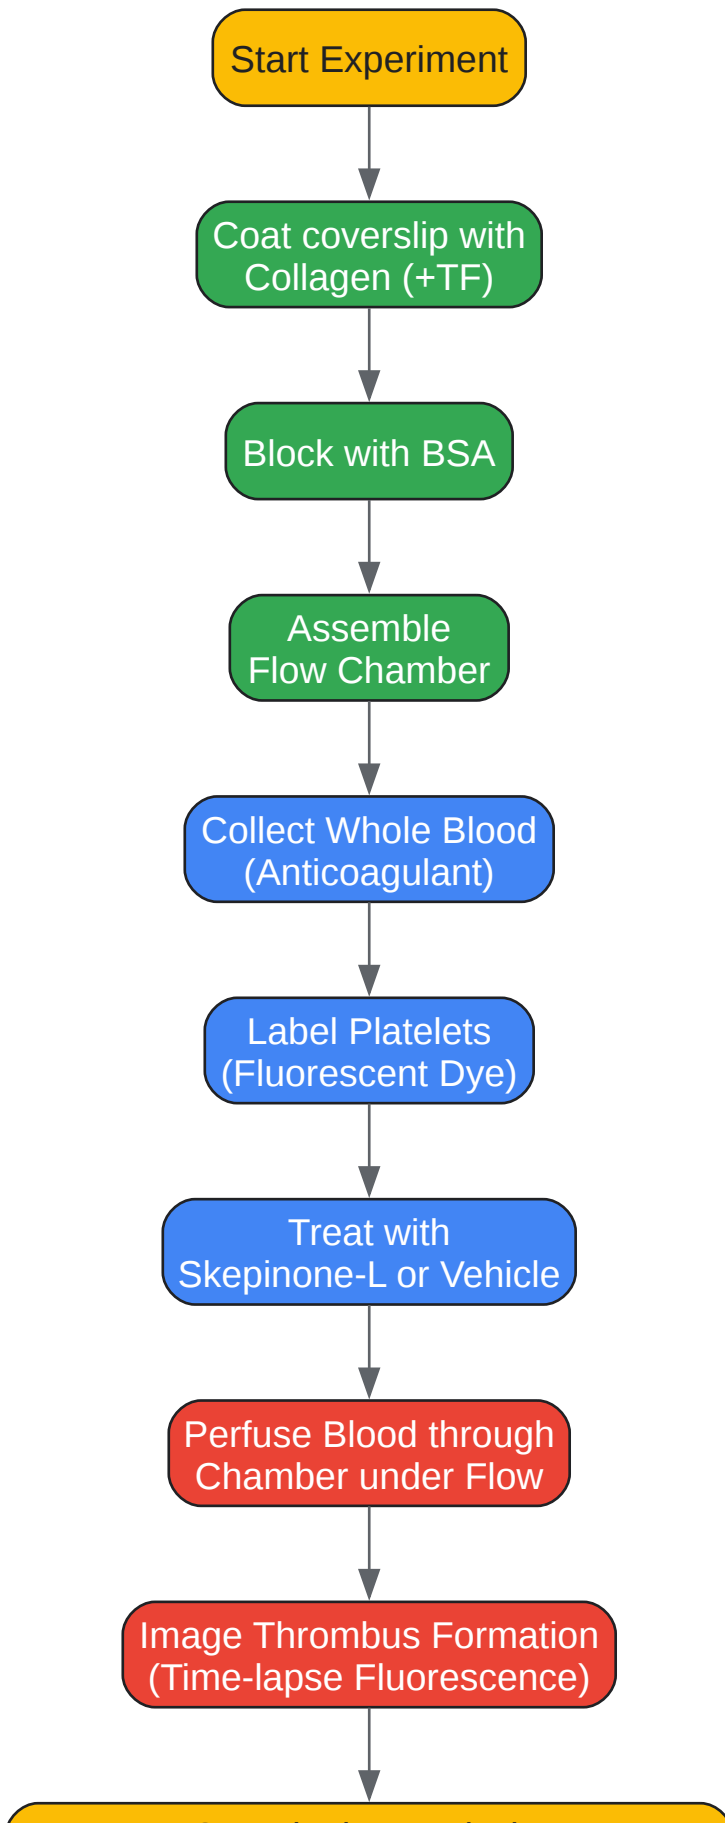 Start Experiment
Coat coverslip with
Collagen (+TF)
Block with BSA
Assemble
Flow Chamber
Collect Whole Blood
(Anticoagulant)
Label Platelets
(Fluorescent Dye)
Treat with
Skepinone-L or Vehicle
Perfuse Blood through
Chamber under Flow
Image Thrombus Formation
(Time-lapse Fluorescence)